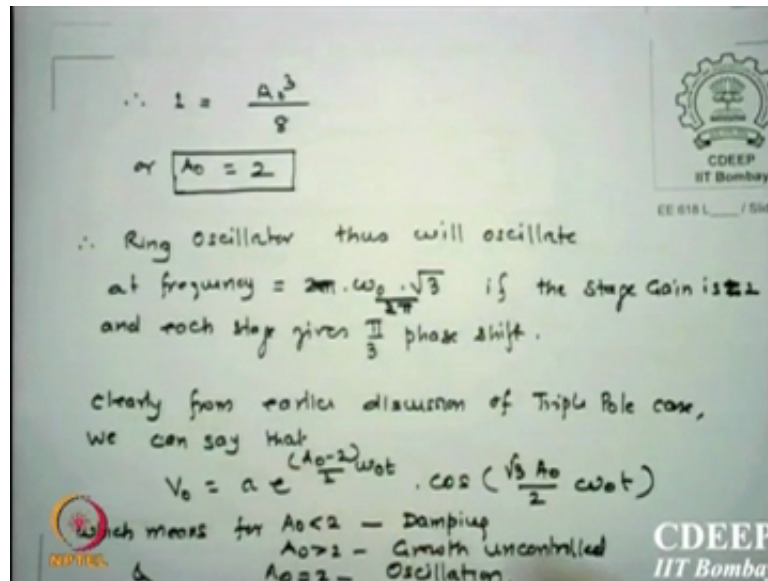 ∴ 1 = A₀³ / 8
or A₀ = 2
CDEEP
IIT Bombay
EE 618 L___ / Slid
∴ Ring Oscillator thus will oscillate
at frequency = ω₀·√3 / 2π if the stage Gain is 2
and each stage gives π/3 phase shift.
Clearly from earlier discussion of Triple Pole case,
we can say that
V₀ = a e^((A₀-2)/2 ω₀t) . cos (√3 A₀/2 ω₀t)
which means for A₀<2 – Damping
A₀>2 – Growth uncontrolled
& A₀=2 – Oscillation
NPTEL
CDEEP
IIT Bombay